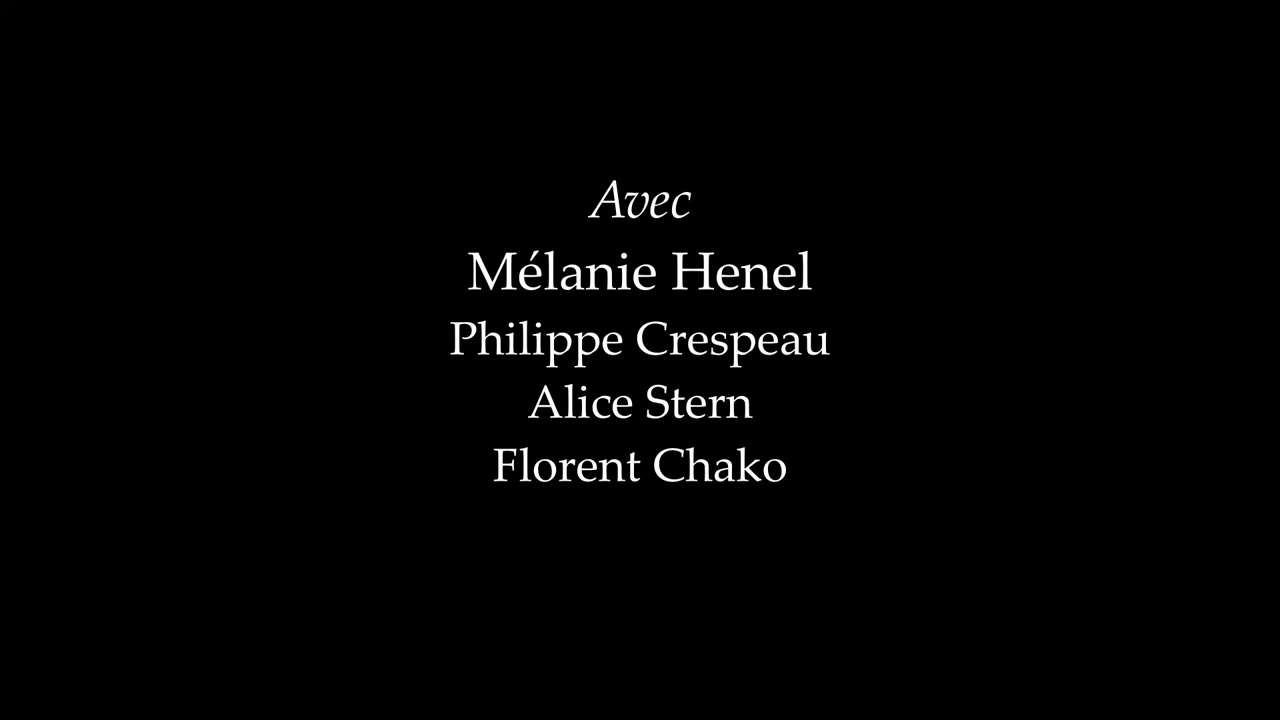 Avec
Mélanie Henel
Philippe Crespeau
Alice Stern
Florent Chako